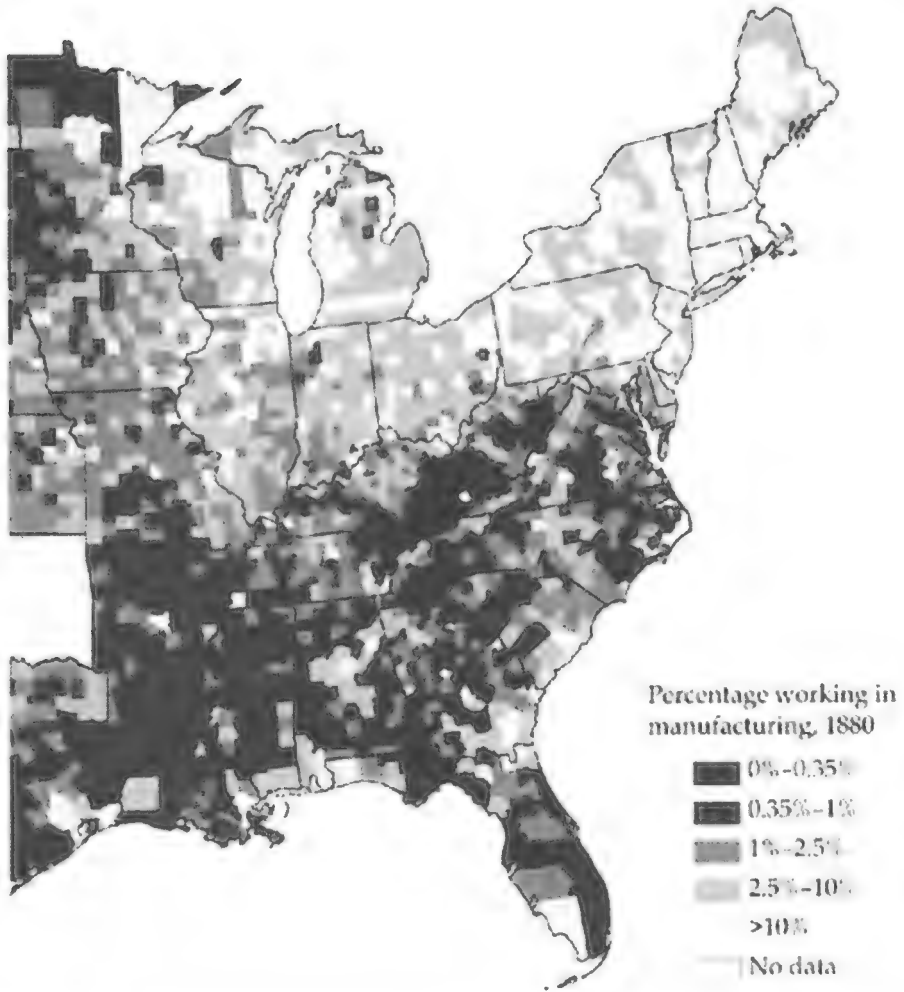 Percentage working in
manufacturing, 1880
0%–0.35%
0.35%–1%
1%–2.5%
2.5%–10%
>10%
No data